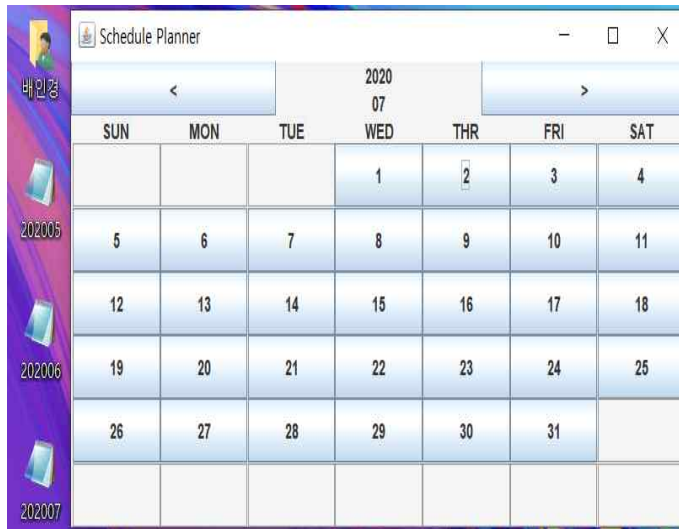 배인경
202005
202006
202007
Schedule Planner
<
2020
07
>
SUN MON TUE WED THR FRI SAT
1 2 3 4
5 6 7 8 9 10 11
12 13 14 15 16 17 18
19 20 21 22 23 24 25
26 27 28 29 30 31